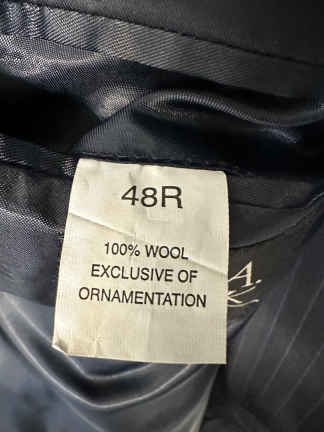 48R
100% WOOL
EXCLUSIVE OF
ORNAMENTATION
A.